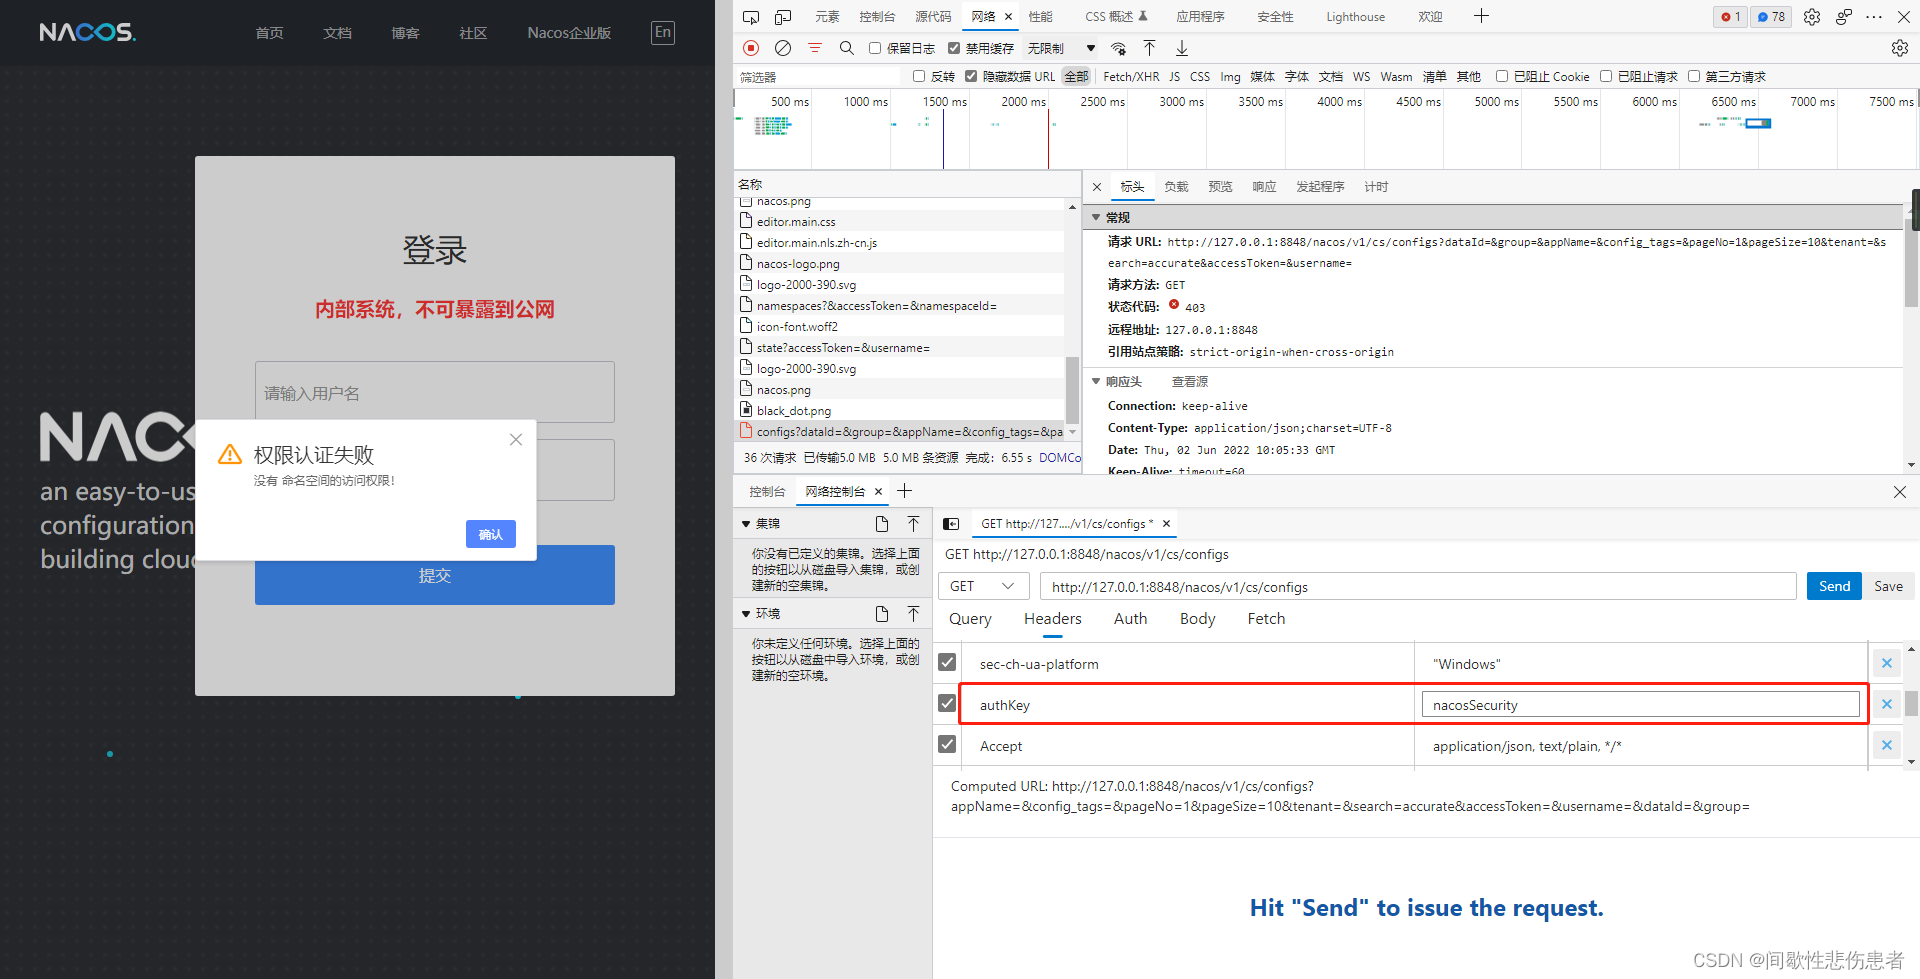 NACOS. 首页 文档 博客 社区 Nacos企业版 En
登录
内部系统，不可暴露到公网
请输入用户名
NACO
an easy-to-us
configuration
building clou
权限认证失败
没有 命名空间的访问权限!
确认
提交
元素 控制台 源代码 网络 性能 CSS 概述 应用程序 安全性 Lighthouse 欢迎 1 78
保留日志 禁用缓存 无限制
筛选器 反转 隐藏数据 URL 全部 Fetch/XHR JS CSS Img 媒体 字体 文档 WS Wasm 清单 其他 已阻止 Cookie 已阻止请求 第三方请求
500 ms 1000 ms 1500 ms 2000 ms 2500 ms 3000 ms 3500 ms 4000 ms 4500 ms 5000 ms 5500 ms 6000 ms 6500 ms 7000 ms 7500 ms
名称
nacos.png
editor.main.css
editor.main.nls.zh-cn.js
nacos-logo.png
logo-2000-390.svg
namespaces?&accessToken=&namespaceId=
icon-font.woff2
state?accessToken=&username=
logo-2000-390.svg
nacos.png
black_dot.png
configs?dataId=&group=&appName=&config_tags=&pa
36 次请求 已传输5.0 MB 5.0 MB 条资源 完成: 6.55 s DOMCo
标头 负载 预览 响应 发起程序 计时
常规
请求 URL: http://127.0.0.1:8848/nacos/v1/cs/configs?dataId=&group=&appName=&config_tags=&pageNo=1&pageSize=10&tenant=&s
earch=accurate&accessToken=&username=
请求方法: GET
状态代码: 403
远程地址: 127.0.0.1:8848
引用站点策略: strict-origin-when-cross-origin
响应头 查看源
Connection: keep-alive
Content-Type: application/json;charset=UTF-8
Date: Thu, 02 Jun 2022 10:05:33 GMT
Keep-Alive: timeout=60
控制台 网络控制台
集锦
你没有已定义的集锦。选择上面
的按钮以从磁盘导入集锦，或创
建新的空集锦。
环境
你未定义任何环境。选择上面的
按钮以从磁盘中导入环境，或创
建新的空环境。
GET http://127..../v1/cs/configs *
GET http://127.0.0.1:8848/nacos/v1/cs/configs
GET http://127.0.0.1:8848/nacos/v1/cs/configs Send Save
Query Headers Auth Body Fetch
sec-ch-ua-platform "Windows"
authKey nacosSecurity
Accept application/json, text/plain, */*
Computed URL: http://127.0.0.1:8848/nacos/v1/cs/configs?
appName=&config_tags=&pageNo=1&pageSize=10&tenant=&search=accurate&accessToken=&username=&dataId=&group=
Hit "Send" to issue the request.
CSDN @间歇性悲伤患者